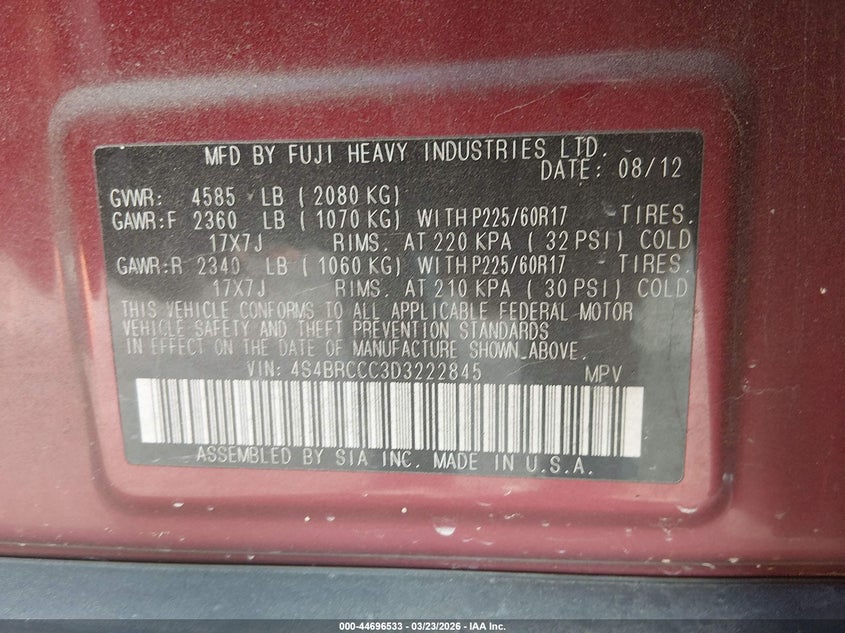 MFD BY FUJI HEAVY INDUSTRIES LTD.
DATE: 08/12
GVWR: 4585 LB ( 2080 KG)
GAWR:F 2360 LB ( 1070 KG) WITH P225/60R17 TIRES.
17X7J RIMS. AT 220 KPA ( 32 PSI) COLD
GAWR:R 2340 LB ( 1060 KG) WITH P225/60R17 TIRES.
17X7J RIMS. AT 210 KPA ( 30 PSI) COLD
THIS VEHICLE CONFORMS TO ALL APPLICABLE FEDERAL MOTOR
VEHICLE SAFETY AND THEFT PREVENTION STANDARDS
IN EFFECT ON THE DATE OF MANUFACTURE SHOWN ABOVE.
VIN: 4S4BRCCC3D3222845 MPV
ASSEMBLED BY SIA INC. MADE IN U.S.A.
000-44696533 - 03/23/2026 - IAA Inc.